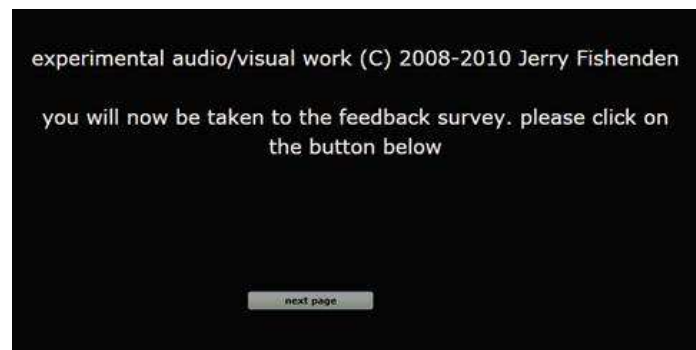 experimental audio/visual work (C) 2008-2010 Jerry Fishenden
you will now be taken to the feedback survey. please click on
the button below
next page